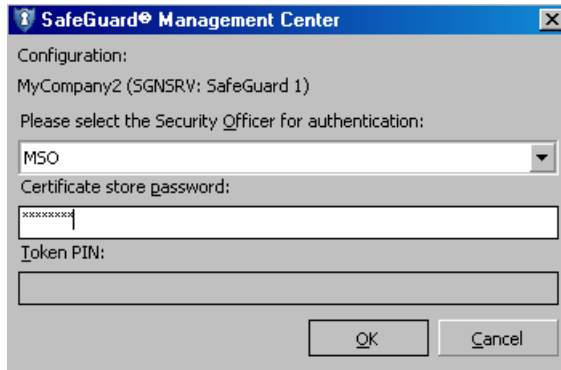 SafeGuard® Management Center
Configuration:
MyCompany2 (SGNSRV: SafeGuard 1)
Please select the Security Officer for authentication:
MSO
Certificate store password:
××××××××
Token PIN:
OK
Cancel